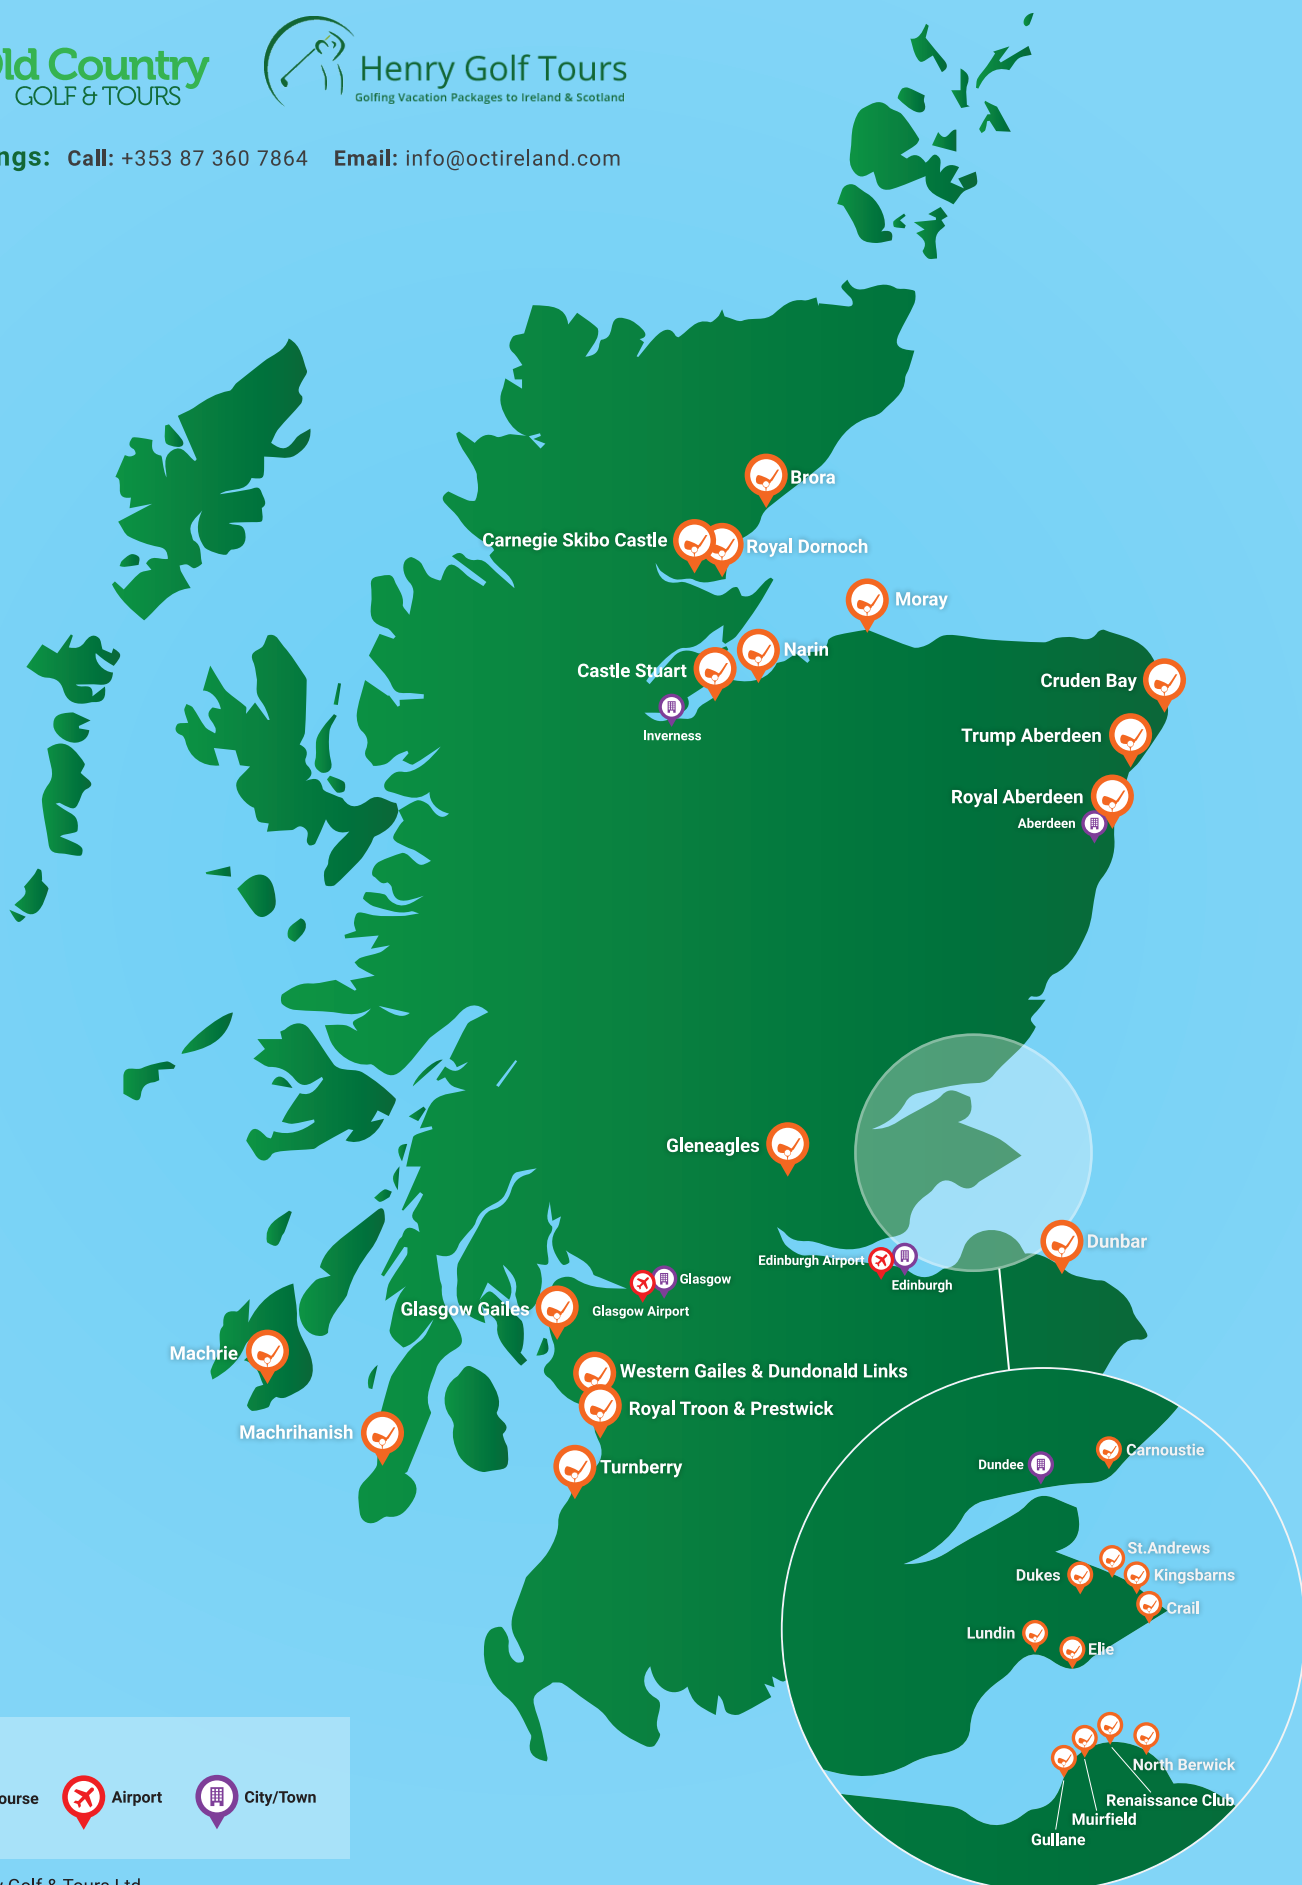 Old Country
GOLF & TOURS
Henry Golf Tours
Golfing Vacation Packages to Ireland & Scotland
Call: +353 87 360 7864 Email: info@octireland.com
Brora
Carnegie Skibo Castle
Royal Dornoch
Moray
Narin
Castle Stuart
Inverness
Cruden Bay
Trump Aberdeen
Royal Aberdeen
Aberdeen
Gleneagles
Dunbar
Edinburgh Airport
Edinburgh
Glasgow
Glasgow Airport
Glasgow Gailes
Machrie
Western Gailes & Dundonald Links
Royal Troon & Prestwick
Machrihanish
Turnberry
Carnoustie
Dundee
St.Andrews
Dukes
Kingsbarns
Crail
Lundin
Elie
North Berwick
Renaissance Club
Muirfield
Gullane
Airport
City/Town
Golf & Tours Ltd